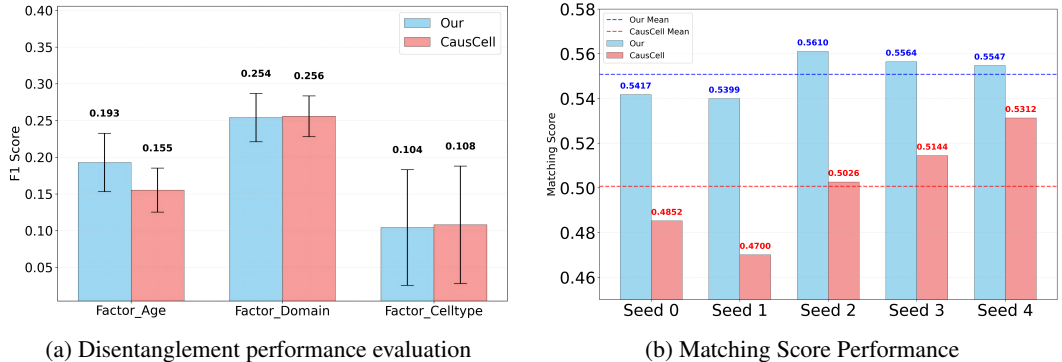 0.40
0.35
0.30
0.25
0.20
0.15
0.10
0.05
F1 Score
Our
CausCell
0.193
0.155
0.254
0.256
0.104
0.108
Factor_Age
Factor_Domain
Factor_Celltype
(a) Disentanglement performance evaluation
0.58
0.56
0.54
0.52
0.50
0.48
0.46
Matching Score
Our Mean
CausCell Mean
Our
CausCell
0.5417
0.4852
0.5399
0.4700
0.5610
0.5026
0.5564
0.5144
0.5547
0.5312
Seed 0
Seed 1
Seed 2
Seed 3
Seed 4
(b) Matching Score Performance